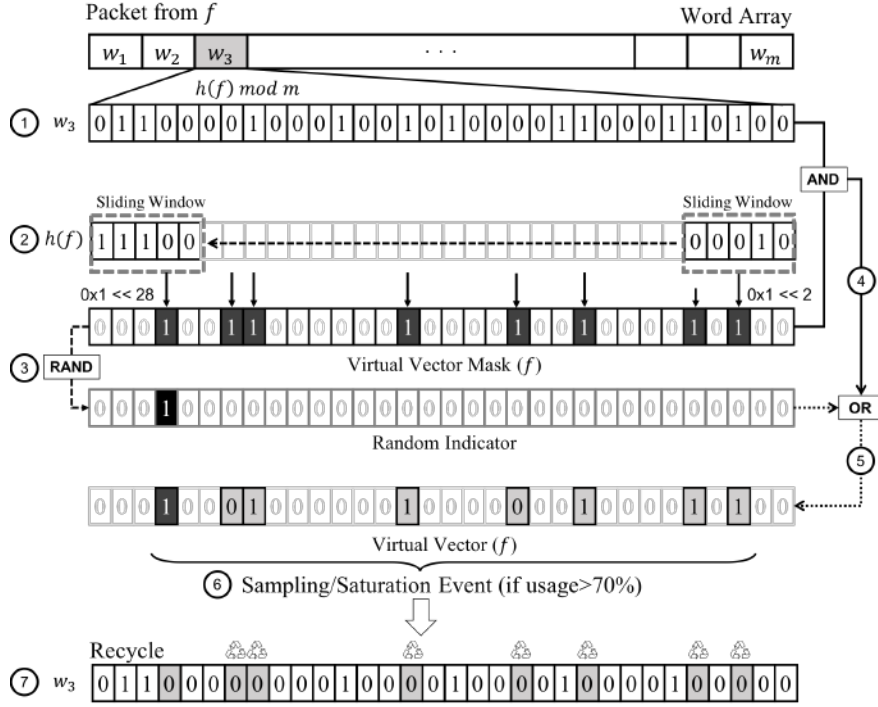 Packet from f Word Array
w₁ w₂ w₃ · · · wₘ
h(f) mod m
1 w₃ 0 1 1 0 0 0 0 1 0 0 0 1 0 0 1 0 1 0 0 0 0 1 1 0 0 0 1 1 0 1 0 0
AND
Sliding Window Sliding Window
2 h(f) 1 1 1 0 0 0 0 0 1 0
4
0x1 << 28 0x1 << 2
0 0 0 1 0 0 1 1 0 0 0 0 0 0 1 0 0 0 0 1 0 0 1 0 0 0 0 1 0 1 0 0
3 RAND Virtual Vector Mask (f)
0 0 0 1 0 0 0 0 0 0 0 0 0 0 0 0 0 0 0 0 0 0 0 0 0 0 0 0 0 0 0 0 OR
Random Indicator
5
0 0 0 1 0 0 0 1 0 0 0 0 0 0 1 0 0 0 0 0 0 0 1 0 0 0 0 1 0 1 0 0
Virtual Vector (f)
6 Sampling/Saturation Event (if usage>70%)
Recycle
7 w₃ 0 1 1 0 0 0 0 0 0 0 0 1 0 0 0 0 1 0 0 0 0 1 0 0 0 0 1 0 0 0 0 0